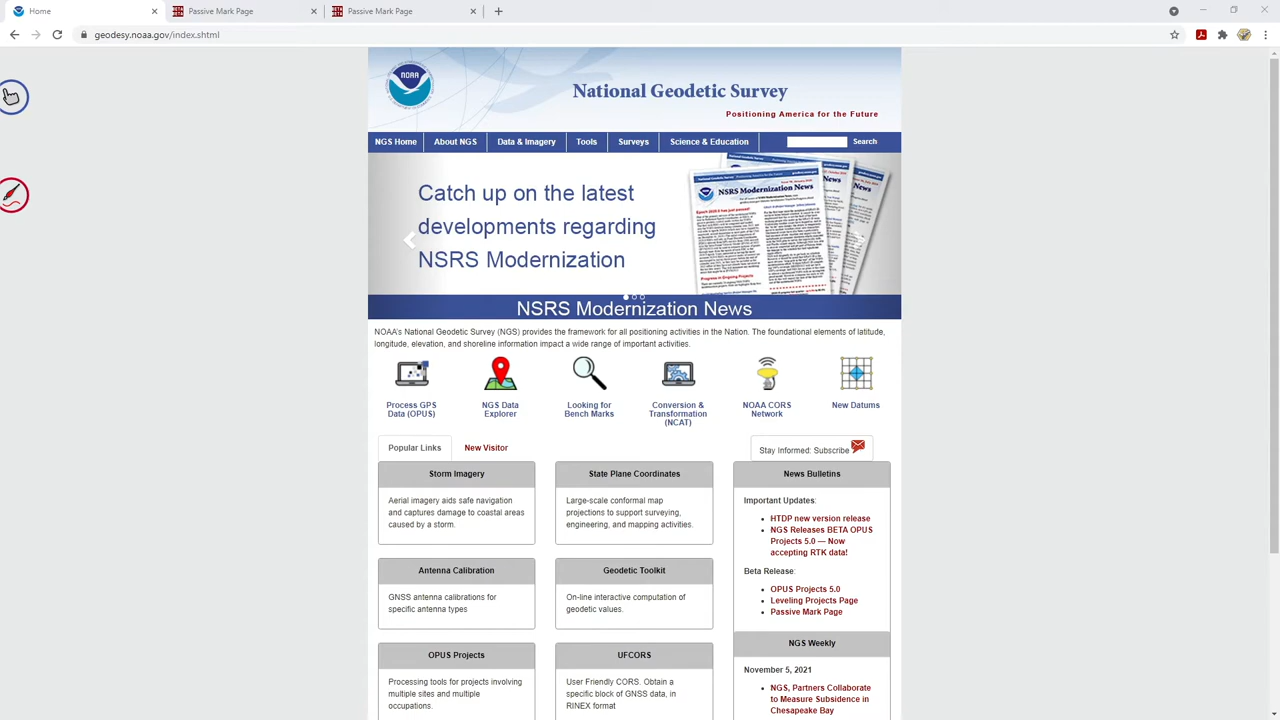 Home
Passive Mark Page
Passive Mark Page
geodesy.noaa.gov/index.shtml
NOAA
National Geodetic Survey
Positioning America for the Future
NGS Home
About NGS
Data & Imagery
Tools
Surveys
Science & Education
Search
Catch up on the latest
developments regarding
NSRS Modernization
NSRS Modernization News
NSRS Modernization News
NOAA's National Geodetic Survey (NGS) provides the framework for all positioning activities in the Nation. The foundational elements of latitude,
longitude, elevation, and shoreline information impact a wide range of important activities.
Process GPS
Data (OPUS)
NGS Data
Explorer
Looking for
Bench Marks
Conversion &
Transformation
(NCAT)
NOAA CORS
Network
New Datums
Popular Links
New Visitor
Stay Informed: Subscribe
Storm Imagery
Aerial imagery aids safe navigation
and captures damage to coastal areas
caused by a storm.
State Plane Coordinates
Large-scale conformal map
projections to support surveying,
engineering, and mapping activities.
Antenna Calibration
GNSS antenna calibrations for
specific antenna types
Geodetic Toolkit
On-line interactive computation of
geodetic values.
OPUS Projects
Processing tools for projects involving
multiple sites and multiple
occupations.
UFCORS
User Friendly CORS. Obtain a
specific block of GNSS data, in
RINEX format
News Bulletins
Important Updates:
HTDP new version release
NGS Releases BETA OPUS
Projects 5.0 — Now
accepting RTK data!
Beta Release:
OPUS Projects 5.0
Leveling Projects Page
Passive Mark Page
NGS Weekly
November 5, 2021
NGS, Partners Collaborate
to Measure Subsidence in
Chesapeake Bay